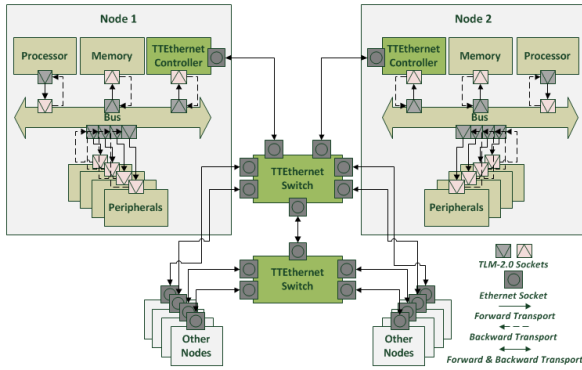 Node 1
Processor
Memory
TTEthernet
Controller
Bus
Peripherals
Node 2
TTEthernet
Controller
Memory
Processor
Bus
Peripherals
TTEthernet
Switch
TTEthernet
Switch
Other
Nodes
Other
Nodes
TLM-2.0 Sockets
Ethernet Socket
Forward Transport
Backward Transport
Forward & Backward Transport